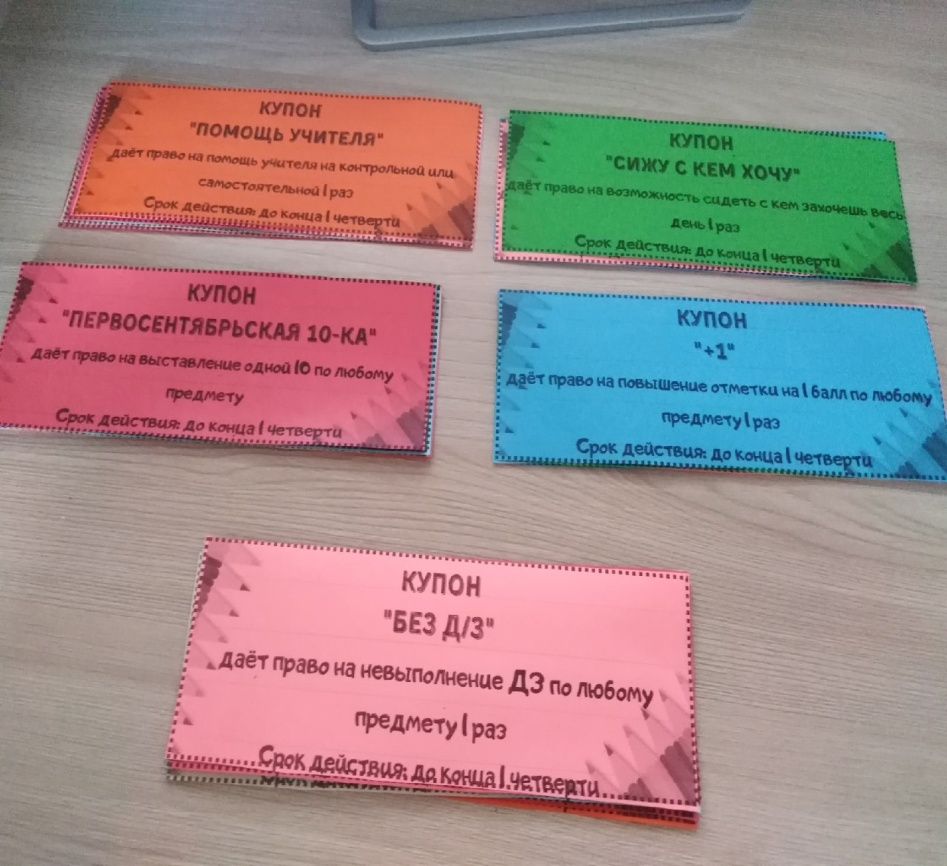 КУПОН
"ПОМОЩЬ УЧИТЕЛЯ"
даёт право на помощь учителя на контрольной или
самостоятельной 1 раз
Срок действия: до конца 1 четверти
КУПОН
"СИЖУ С КЕМ ХОЧУ"
даёт право на возможность сидеть с кем захочешь весь
день 1 раз
Срок действия: до конца 1 четверти
КУПОН
"ПЕРВОСЕНТЯБРЬСКАЯ 10-КА"
даёт право на выставление одной 10 по любому
предмету
Срок действия: до конца 1 четверти
КУПОН
"+1"
даёт право на повышение отметки на 1 балл по любому
предмету 1 раз
Срок действия: до конца 1 четверти
КУПОН
"БЕЗ Д/З"
даёт право на невыполнение ДЗ по любому
предмету 1 раз
Срок действия: до конца 1 четверти